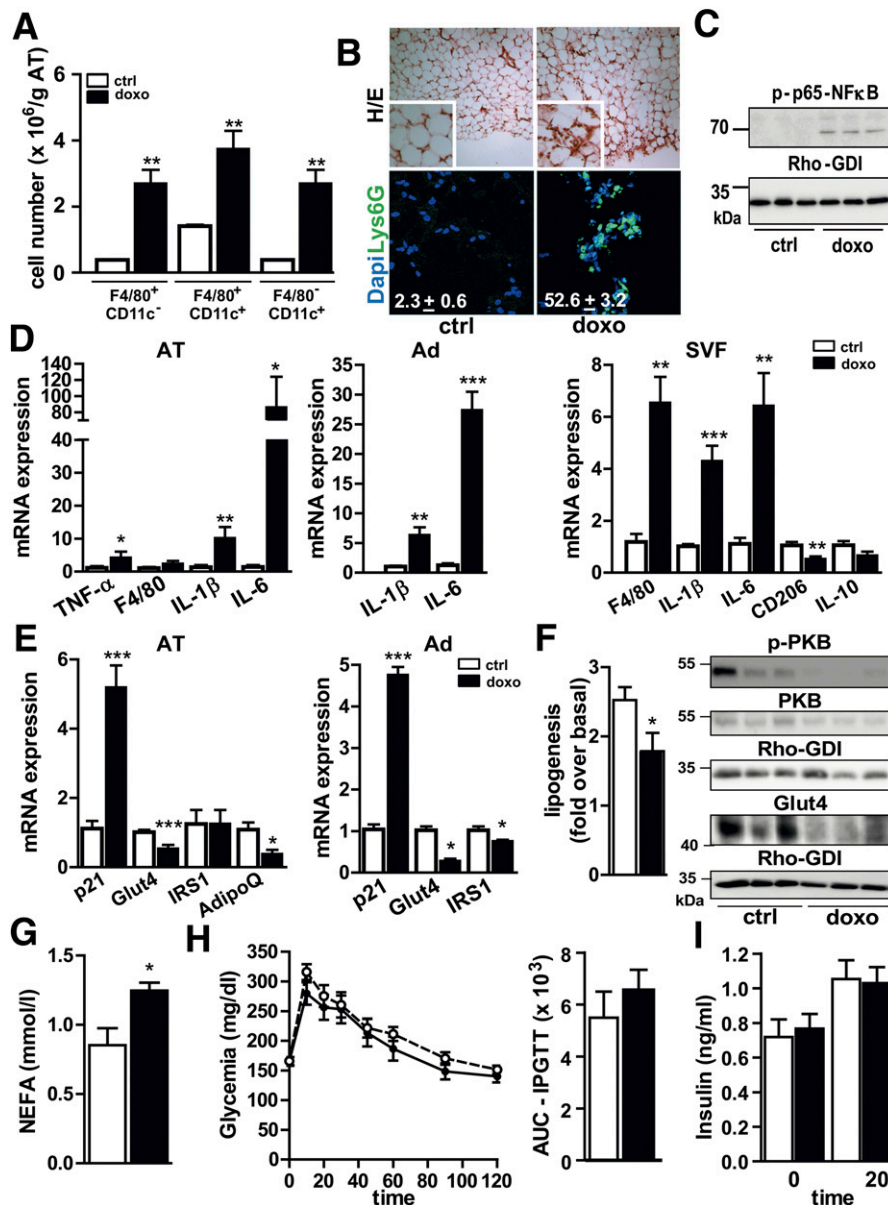 A
cell number (x 10⁶/g AT)
6
4
2
0
ctrl
doxo
**
**
**
F4/80⁺
CD11c⁻
F4/80⁺
CD11c⁺
F4/80⁻
CD11c⁺
B
H/E
Dapi Lys6G
2.3 ± 0.6
52.6 ± 3.2
ctrl
doxo
C
p-p65-NFκB
70
Rho-GDI
35
kDa
ctrl
doxo
D
AT
mRNA expression
140
120
100
80
60
40
30
20
10
0
*
**
*
TNF-α
F4/80
IL-1β
IL-6
Ad
mRNA expression
35
30
25
20
15
10
5
0
**
***
IL-1β
IL-6
SVF
ctrl
doxo
mRNA expression
8
6
4
2
0
**
***
**
**
F4/80
IL-1β
IL-6
CD206
IL-10
E
AT
mRNA expression
6
4
2
0
***
***
*
p21
Glut4
IRS1
AdipoQ
Ad
ctrl
doxo
mRNA expression
5
4
3
2
1
0
***
*
*
p21
Glut4
IRS1
F
lipogenesis
(fold over basal)
3
2
1
0
*
p-PKB
55
PKB
55
Rho-GDI
35
Glut4
40
Rho-GDI
35
kDa
ctrl
doxo
G
NEFA (mmol/l)
1.5
1.0
0.5
0.0
*
H
Glycemia (mg/dl)
350
300
250
200
150
100
50
0
0 20 40 60 80 100 120
time
AUC - IPGTT (x 10³)
8
6
4
2
0
I
Insulin (ng/ml)
1.2
1.0
0.8
0.6
0.4
0.2
0.0
0
20
time